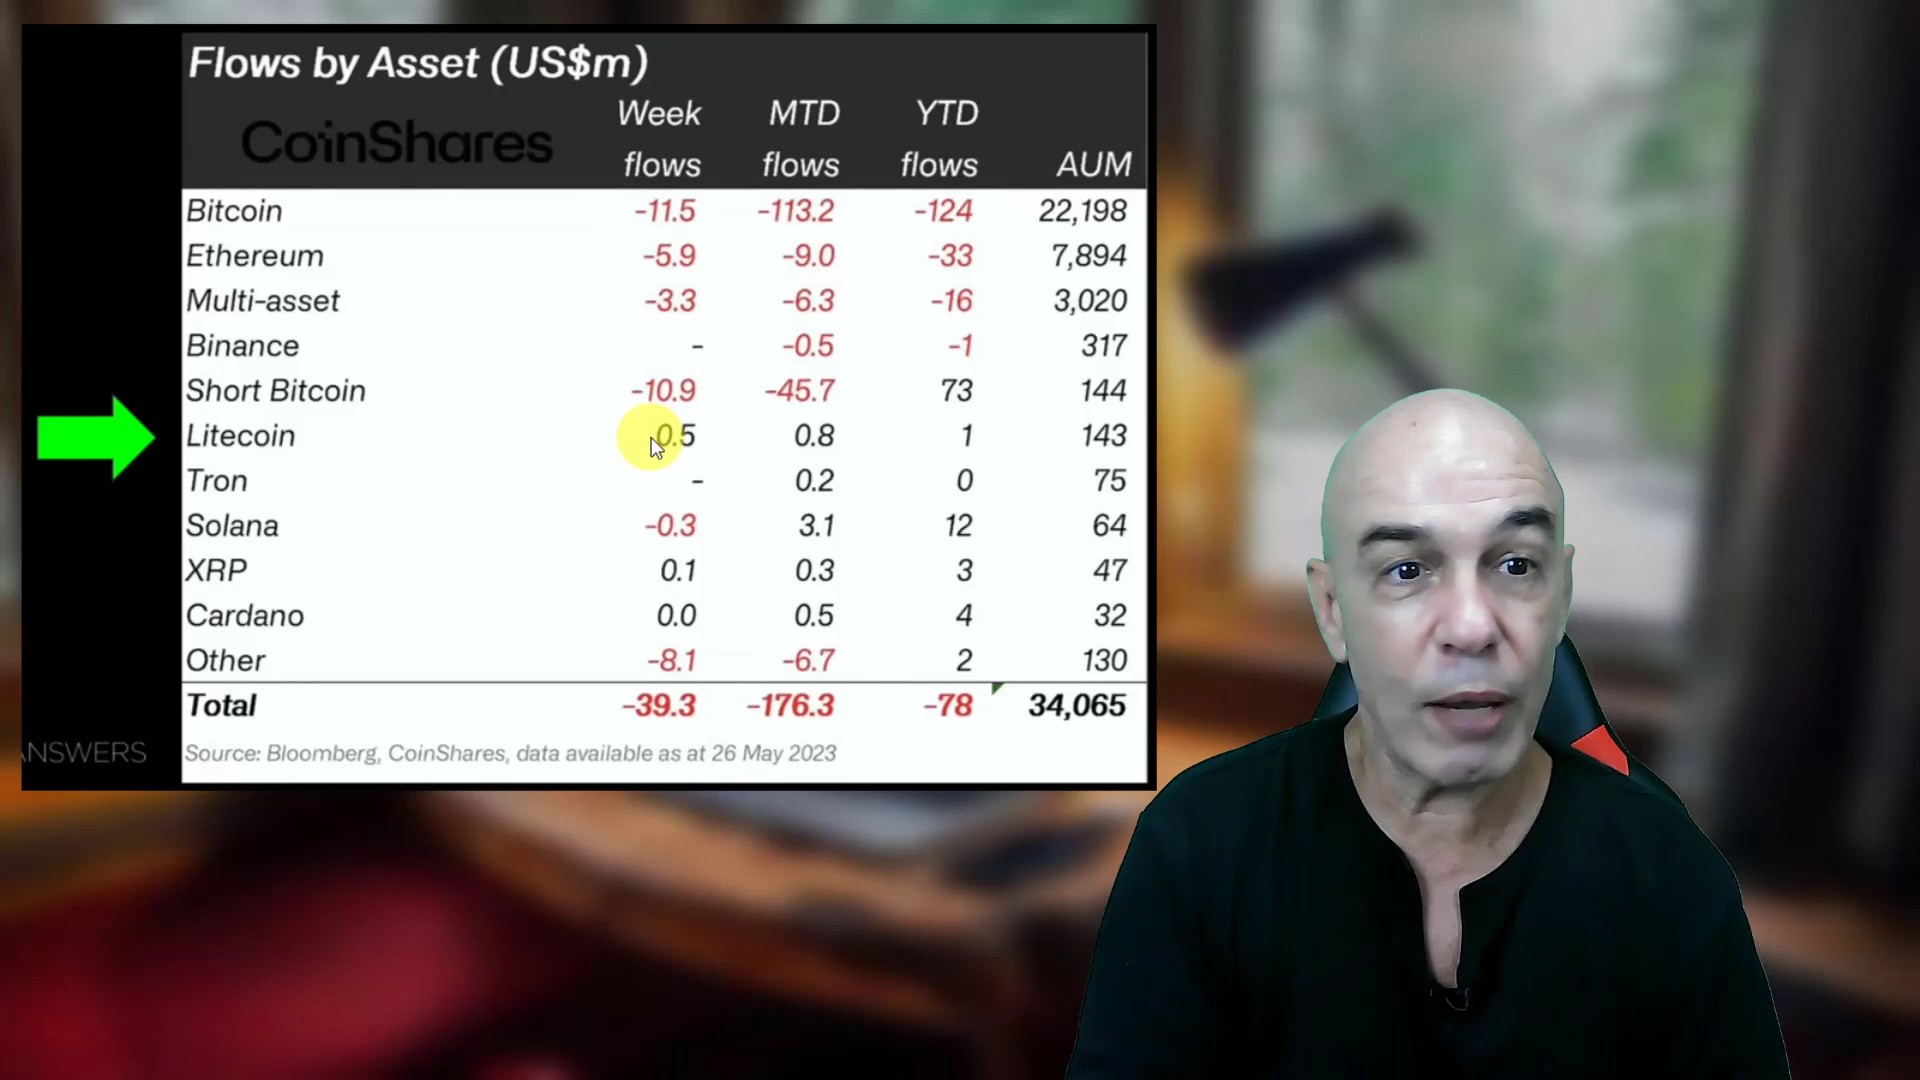 Flows by Asset (US$m)
CoinShares
Week flows MTD flows YTD flows AUM
Bitcoin -11.5 -113.2 -124 22,198
Ethereum -5.9 -9.0 -33 7,894
Multi-asset -3.3 -6.3 -16 3,020
Binance - -0.5 -1 317
Short Bitcoin -10.9 -45.7 73 144
Litecoin 0.5 0.8 1 143
Tron - 0.2 0 75
Solana -0.3 3.1 12 64
XRP 0.1 0.3 3 47
Cardano 0.0 0.5 4 32
Other -8.1 -6.7 2 130
Total -39.3 -176.3 -78 34,065
NSWERS
Source: Bloomberg, CoinShares, data available as at 26 May 2023